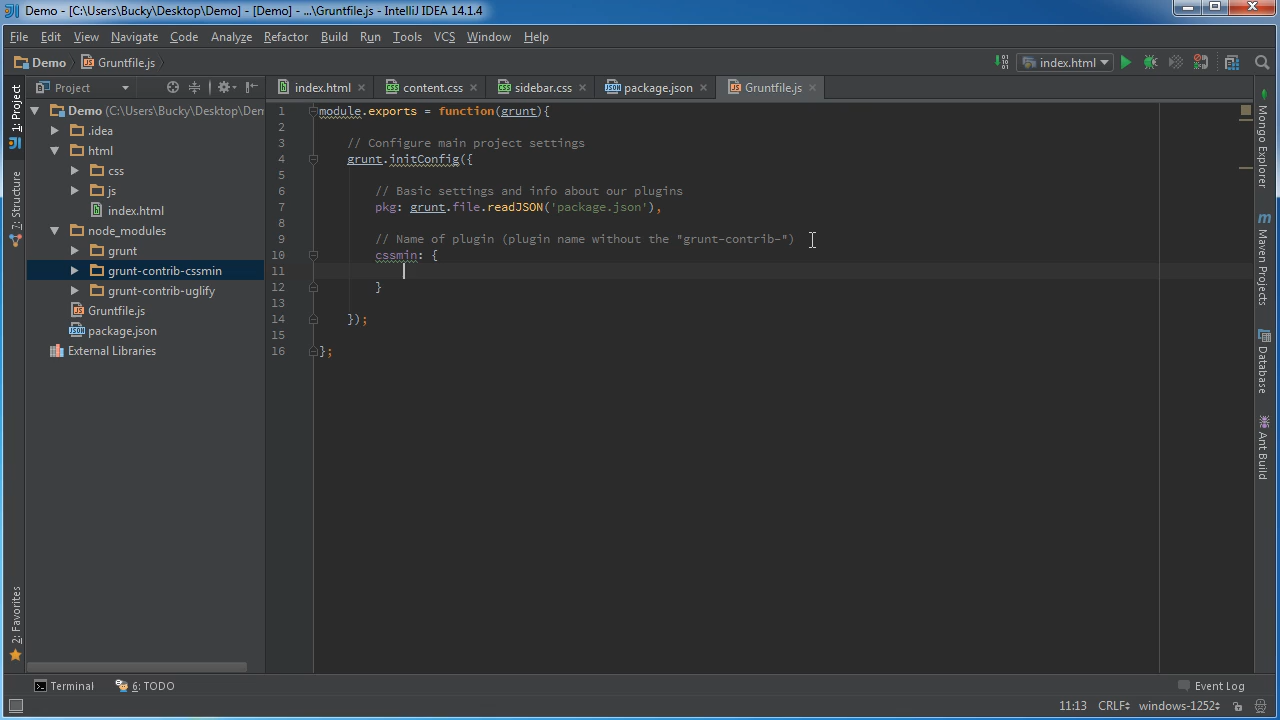 Demo - [C:\Users\Bucky\Desktop\Demo] - [Demo] - ...\Gruntfile.js - IntelliJ IDEA 14.1.4
File Edit View Navigate Code Analyze Refactor Build Run Tools VCS Window Help
Demo Gruntfile.js index.html
Project index.html content.css sidebar.css package.json Gruntfile.js
1: Project
7: Structure
2: Favorites
Demo (C:\Users\Bucky\Desktop\Den
.idea
html
css
js
index.html
node_modules
grunt
grunt-contrib-cssmin
grunt-contrib-uglify
Gruntfile.js
package.json
External Libraries
1 module.exports = function(grunt){
2
3 // Configure main project settings
4 grunt.initConfig({
5
6 // Basic settings and info about our plugins
7 pkg: grunt.file.readJSON('package.json'),
8
9 // Name of plugin (plugin name without the "grunt-contrib-")
10 cssmin: {
11
12 }
13
14 });
15
16 };
Mongo Explorer
Maven Projects
Database
Ant Build
Terminal 6: TODO Event Log
11:13 CRLF windows-1252